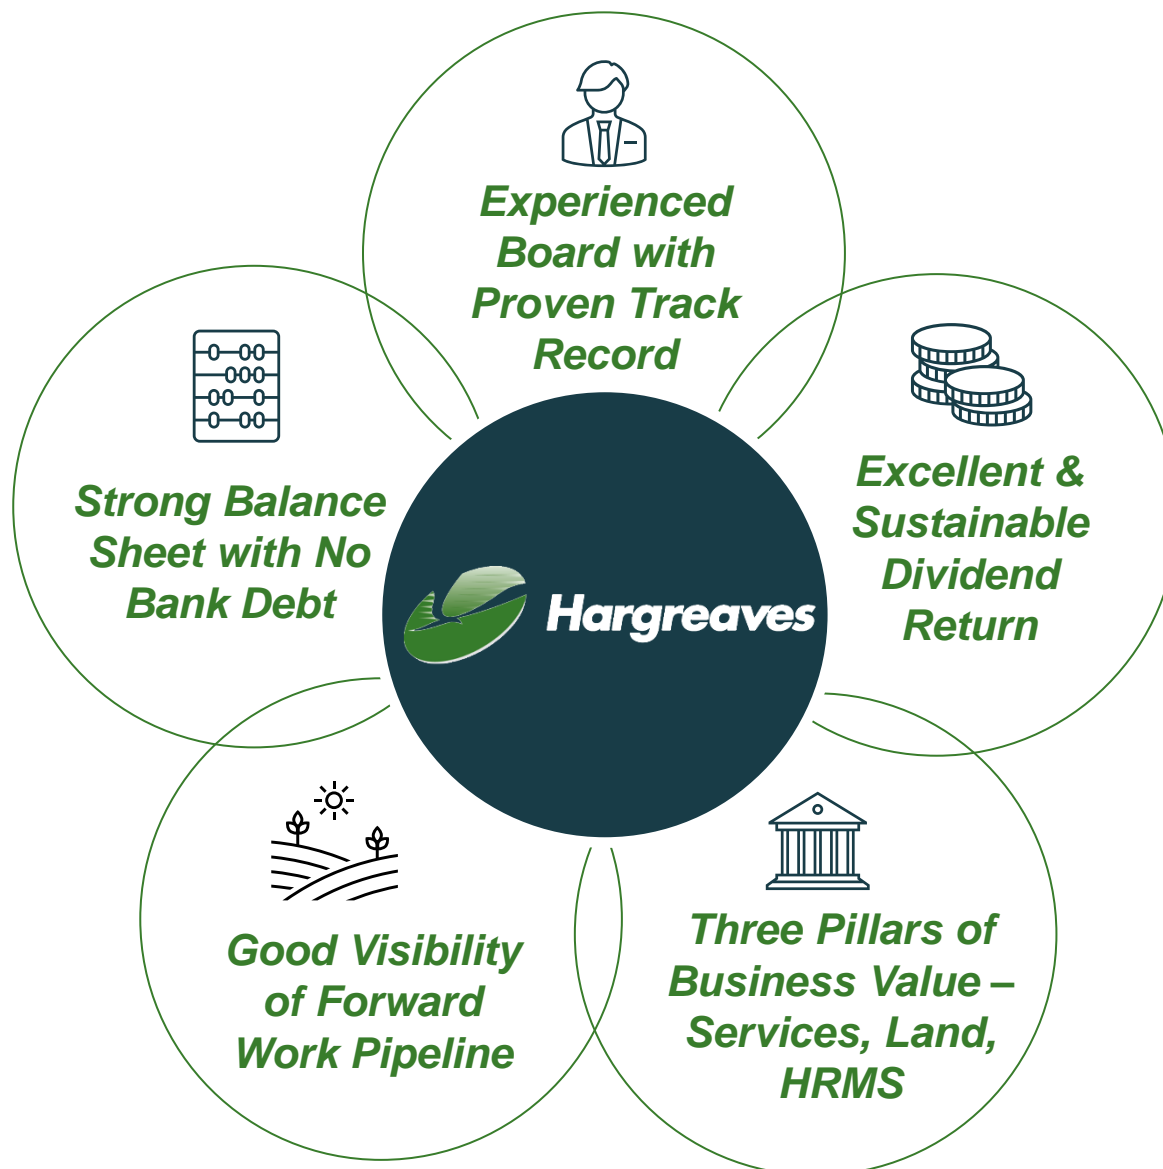 Experienced
Board with
Proven Track
Record
Strong Balance
Sheet with No
Bank Debt
Excellent &
Sustainable
Dividend
Return
Hargreaves
Good Visibility
of Forward
Work Pipeline
Three Pillars of
Business Value –
Services, Land,
HRMS